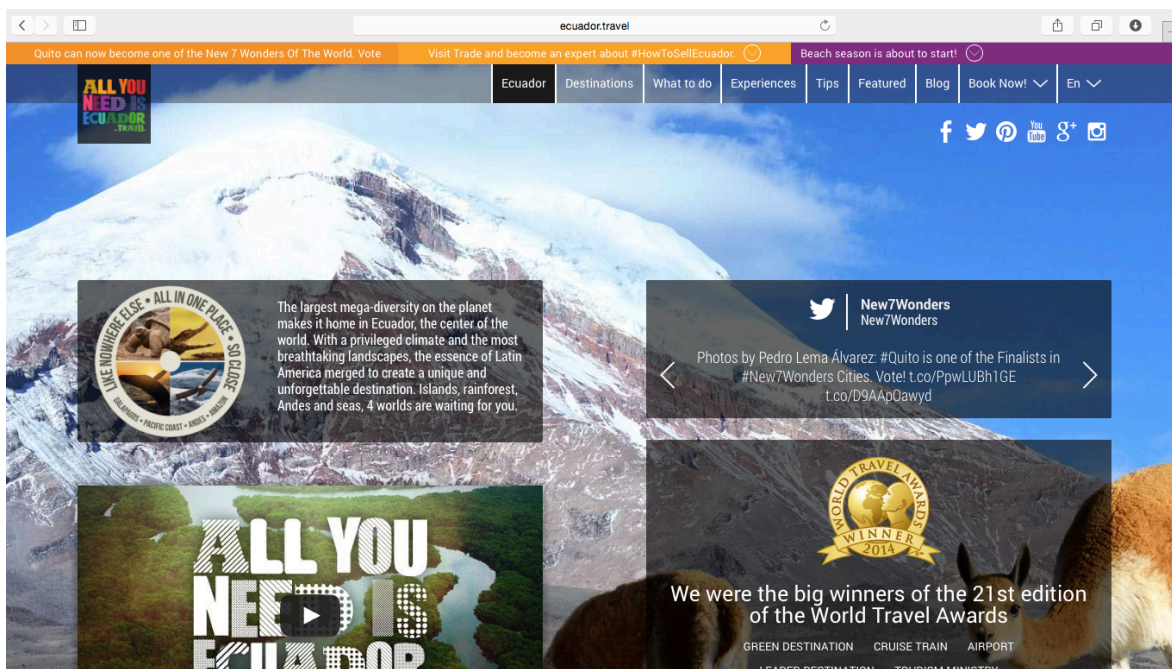 ecuador.travel
Quito can now become one of the New 7 Wonders Of The World. Vote
Visit Trade and become an expert about #HowToSellEcuador.
Beach season is about to start!
ALL YOU
NEED IS
ECUADOR
.TRAVEL
Ecuador
Destinations
What to do
Experiences
Tips
Featured
Blog
Book Now!
En
You
Tube
g+
LIKE NOWHERE ELSE • ALL IN ONE PLACE • SO CLOSE
GALAPAGOS • PACIFIC COAST • ANDES • AMAZON
The largest mega-diversity on the planet
makes it home in Ecuador, the center of the
world. With a privileged climate and the most
breathtaking landscapes, the essence of Latin
America merged to create a unique and
unforgettable destination. Islands, rainforest,
Andes and seas, 4 worlds are waiting for you.
New7Wonders
New7Wonders
Photos by Pedro Lema Álvarez: #Quito is one of the Finalists in
#New7Wonders Cities. Vote! t.co/PpwLUBh1GE
t.co/D9AApOawyd
ALL YOU
NEED IS
ECUADOR
WORLD TRAVEL AWARDS
WINNER
2014
We were the big winners of the 21st edition
of the World Travel Awards
GREEN DESTINATION CRUISE TRAIN AIRPORT
LEADER DESTINATION TOURISM MINISTRY